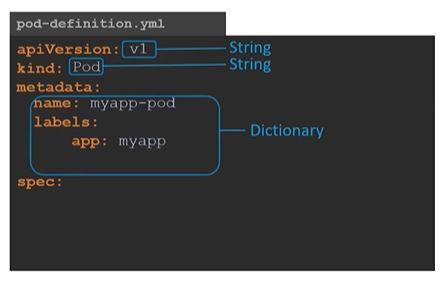 pod-definition.yml
apiVersion: v1 String
kind: Pod String
metadata:
name: myapp-pod
labels:
app: myapp
Dictionary
spec: